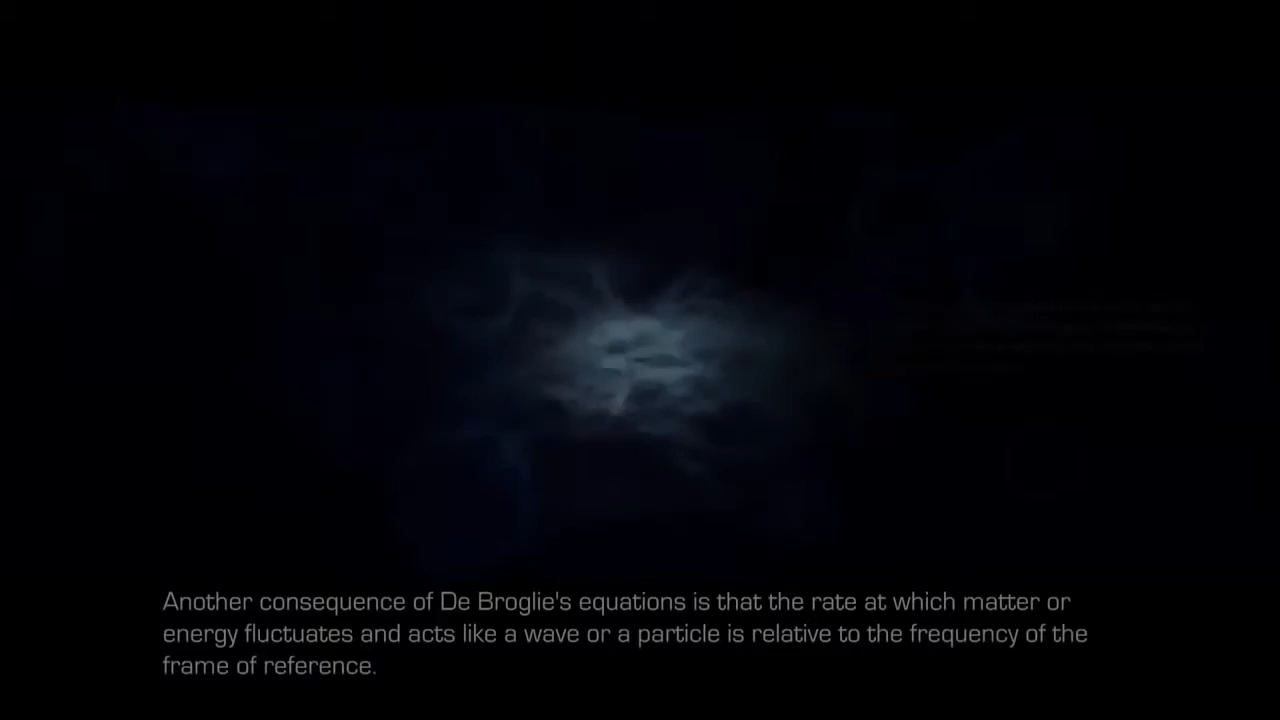 Another consequence of De Broglie's equations is that the rate at which matter or
energy fluctuates and acts like a wave or a particle is relative to the frequency of the
frame of reference.